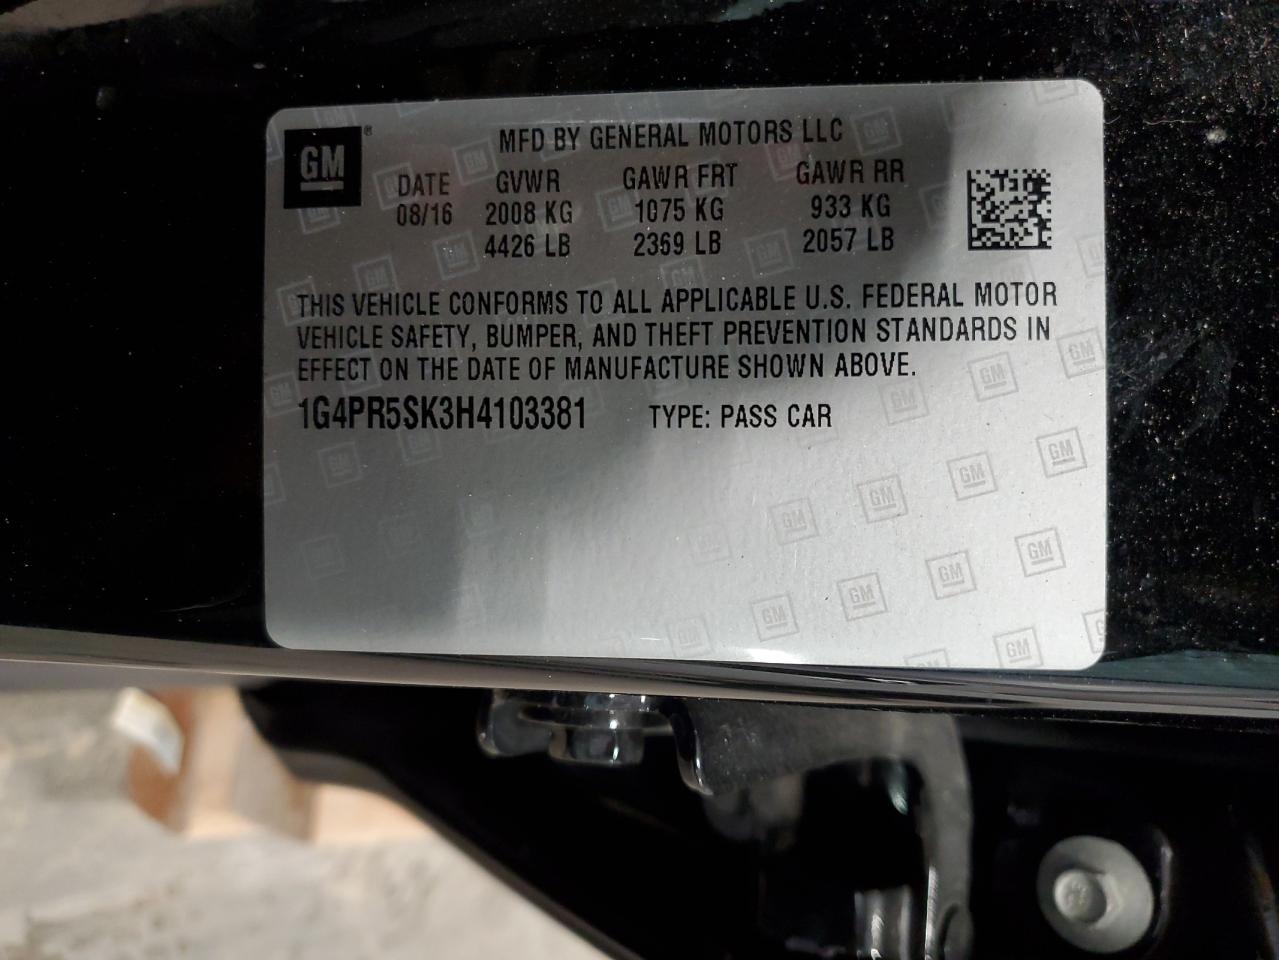 GM ®
MFD BY GENERAL MOTORS LLC
DATE GVWR GAWR FRT GAWR RR
08/16 2008 KG 1075 KG 933 KG
4426 LB 2369 LB 2057 LB
THIS VEHICLE CONFORMS TO ALL APPLICABLE U.S. FEDERAL MOTOR
VEHICLE SAFETY, BUMPER, AND THEFT PREVENTION STANDARDS IN
EFFECT ON THE DATE OF MANUFACTURE SHOWN ABOVE.
1G4PR5SK3H4103381 TYPE: PASS CAR